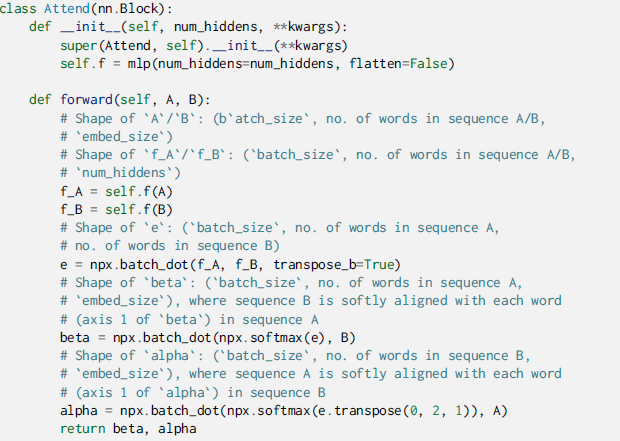 class Attend(nn.Block):
    def __init__(self, num_hiddens, **kwargs):
        super(Attend, self).__init__(**kwargs)
        self.f = mlp(num_hiddens=num_hiddens, flatten=False)

    def forward(self, A, B):
        # Shape of `A`/`B`: (b`atch_size`, no. of words in sequence A/B,
        # `embed_size`)
        # Shape of `f_A`/`f_B`: (`batch_size`, no. of words in sequence A/B,
        # `num_hiddens`)
        f_A = self.f(A)
        f_B = self.f(B)
        # Shape of `e`: (`batch_size`, no. of words in sequence A,
        # no. of words in sequence B)
        e = npx.batch_dot(f_A, f_B, transpose_b=True)
        # Shape of `beta`: (`batch_size`, no. of words in sequence A,
        # `embed_size`), where sequence B is softly aligned with each word
        # (axis 1 of `beta`) in sequence A
        beta = npx.batch_dot(npx.softmax(e), B)
        # Shape of `alpha`: (`batch_size`, no. of words in sequence B,
        # `embed_size`), where sequence A is softly aligned with each word
        # (axis 1 of `alpha`) in sequence B
        alpha = npx.batch_dot(npx.softmax(e.transpose(0, 2, 1)), A)
        return beta, alpha